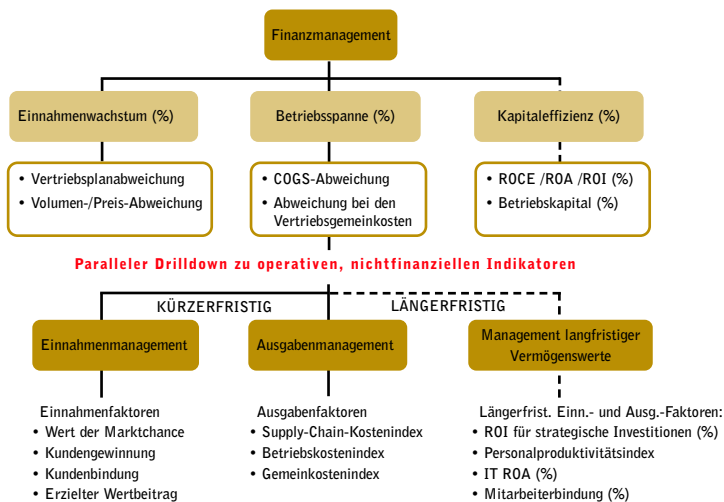 Finanzmanagement
Einnahmenwachstum (%)
Betriebsspanne (%)
Kapitaleffizienz (%)
• Vertriebsplanabweichung
• Volumen-/Preis-Abweichung
• COGS-Abweichung
• Abweichung bei den
Vertriebsgemeinkosten
• ROCE /ROA /ROI (%)
• Betriebskapital (%)
Paralleler Drilldown zu operativen, nichtfinanziellen Indikatoren
KÜRZERFRISTIG
LÄNGERFRISTIG
Einnahmenmanagement
Ausgabenmanagement
Management langfristiger
Vermögenswerte
Einnahmenfaktoren
• Wert der Marktchance
• Kundengewinnung
• Kundenbindung
• Erzielter Wertbeitrag
Ausgabenfaktoren
• Supply-Chain-Kostenindex
• Betriebskostenindex
• Gemeinkostenindex
Längerfrist. Einn.- und Ausg.-Faktoren:
• ROI für strategische Investitionen (%)
• Personalproduktivitätsindex
• IT ROA (%)
• Mitarbeiterbindung (%)